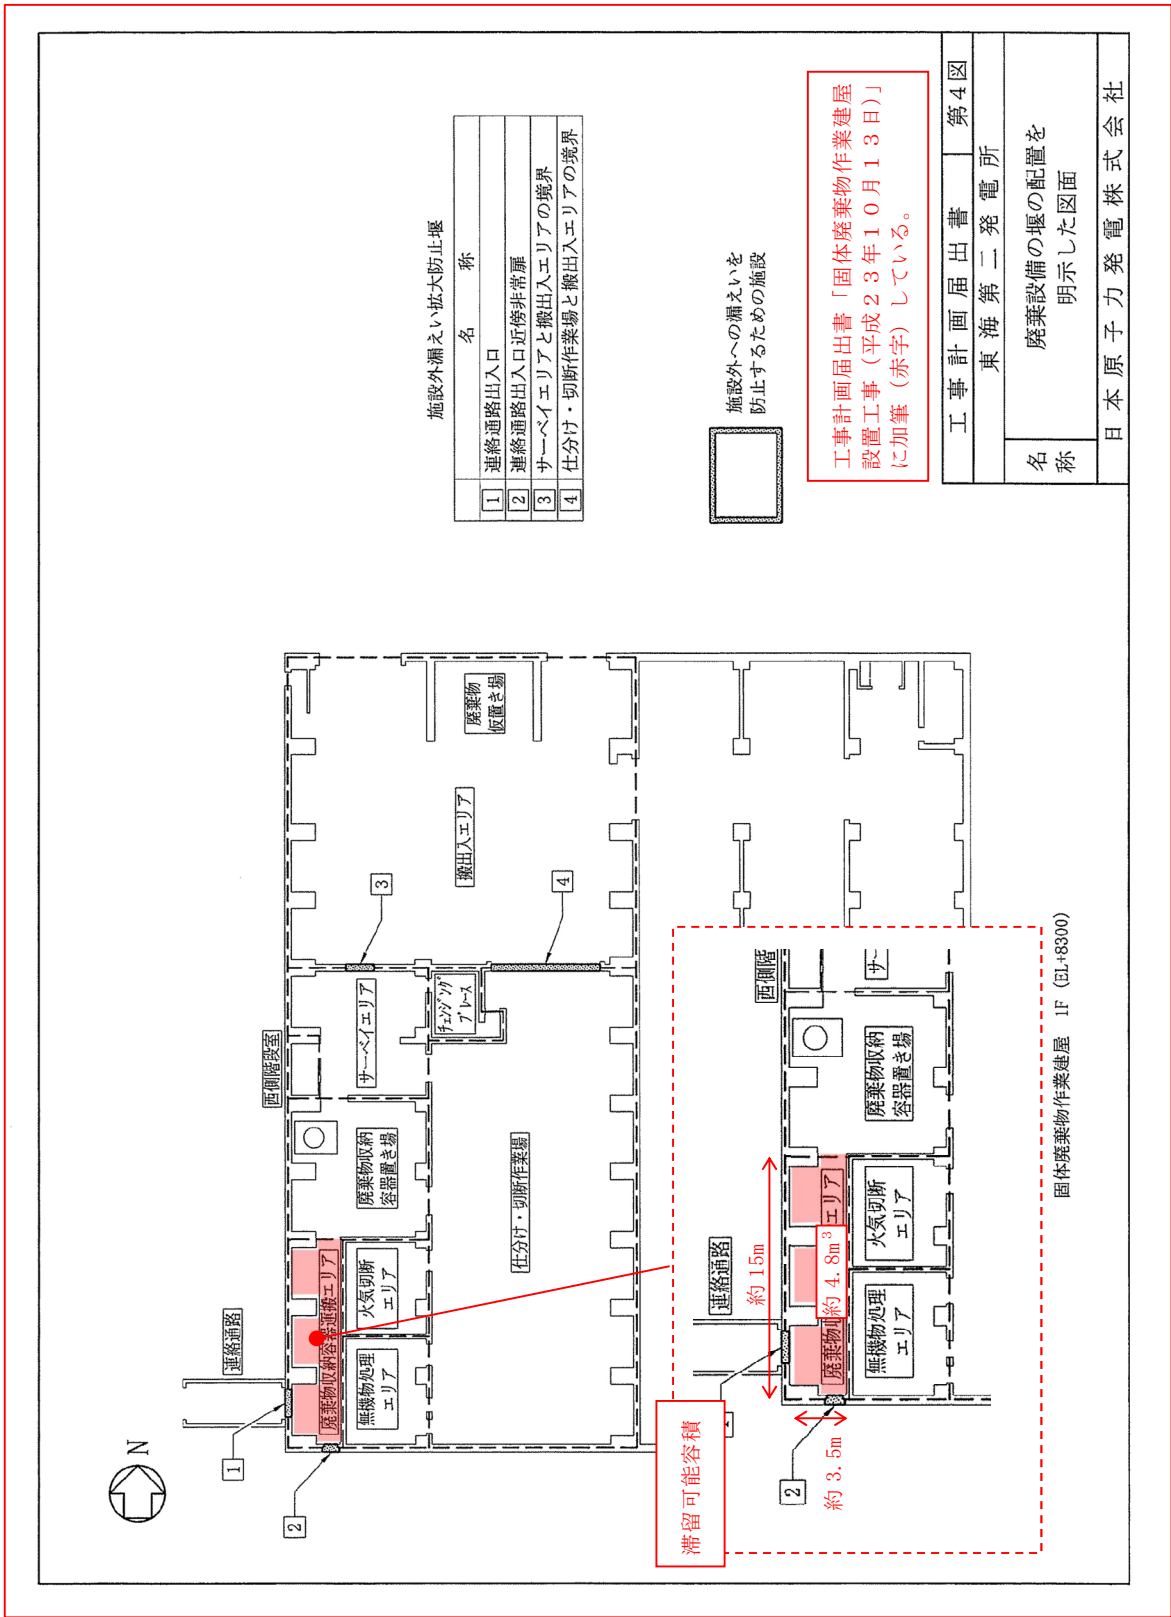 施設外漏えい拡大防止堰
名 称
1 連絡通路出入口
2 連絡通路出入口近傍非常扉
3 サーベイエリアと搬出入エリアの境界
4 仕分け・切断作業場と搬出入エリアの境界
施設外への漏えいを
防止するための施設
工事計画届出書「固体廃棄物作業建屋
設置工事（平成２３年１０月１３日）」
に加筆（赤字）している。
工事計画届出書 第4図
東海第二発電所
名称
廃棄設備の堰の配置を
明示した図面
日本原子力発電株式会社
N
1
2
3
4
連絡通路
西側階段室
廃棄物収納容器運搬エリア
無機物処理
エリア
火気切断
エリア
廃棄物収納
容器置き場
サーベイエリア
チェンジング
プレース
仕分け・切断作業場
搬出入エリア
廃棄物
仮置き場
滞留可能容積
約 4.8m³
約 15m
約 3.5m
2
連絡通路
西側階
廃棄物収
エリア
無機物処理
エリア
火気切断
エリア
廃棄物収納
容器置き場
サー
固体廃棄物作業建屋 1F (EL+8300)